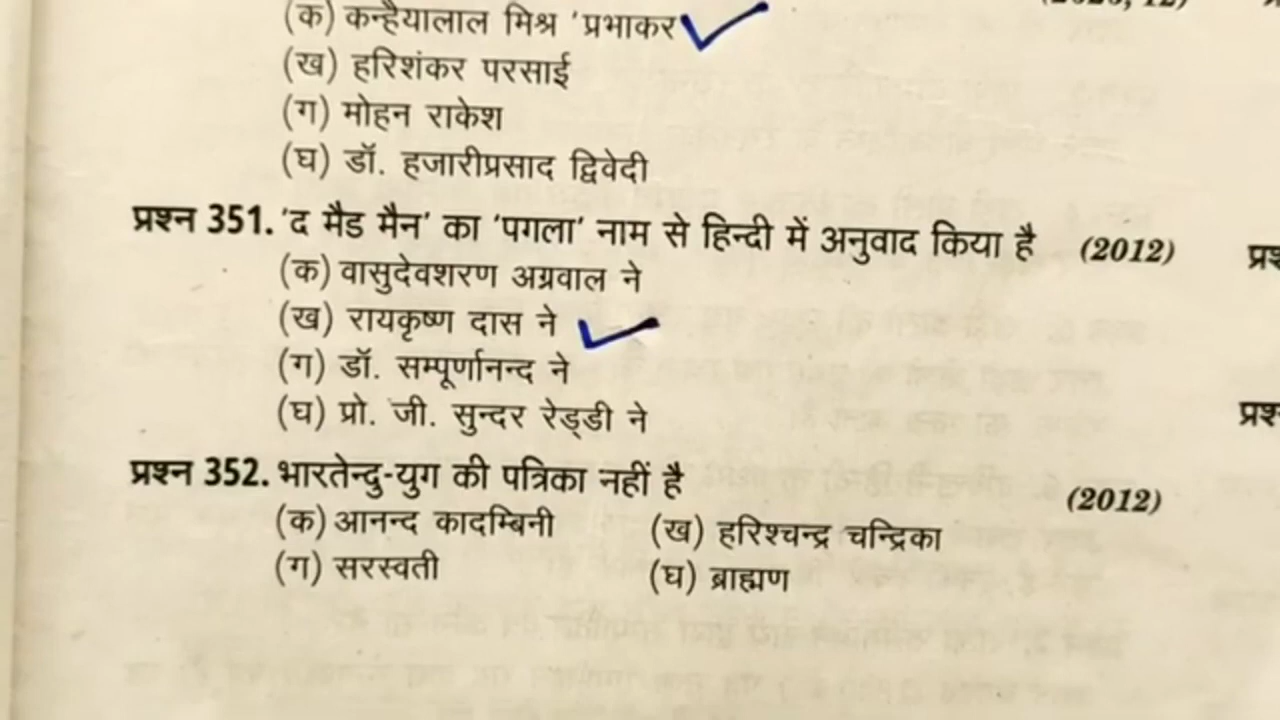 (क) कन्हैयालाल मिश्र 'प्रभाकर
(ख) हरिशंकर परसाई
(ग) मोहन राकेश
(घ) डॉ. हजारीप्रसाद द्विवेदी
प्रश्न 351. 'द मैड मैन' का 'पगला' नाम से हिन्दी में अनुवाद किया है (2012)
(क) वासुदेवशरण अग्रवाल ने
(ख) रायकृष्ण दास ने
(ग) डॉ. सम्पूर्णानन्द ने
(घ) प्रो. जी. सुन्दर रेड्डी ने
प्रश्न 352. भारतेन्दु-युग की पत्रिका नहीं है (2012)
(क) आनन्द कादम्बिनी (ख) हरिश्चन्द्र चन्द्रिका
(ग) सरस्वती (घ) ब्राह्मण